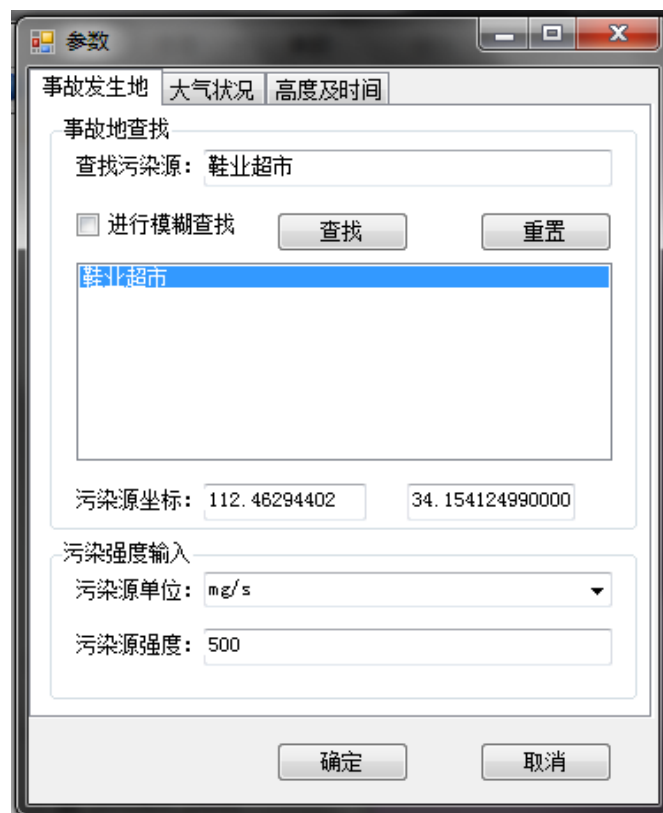 参数
事故发生地 大气状况 高度及时间
事故地查找
查找污染源: 鞋业超市
进行模糊查找 查找 重置
鞋业超市
污染源坐标: 112.46294402 34.154124990000
污染强度输入
污染源单位: mg/s
污染源强度: 500
确定 取消